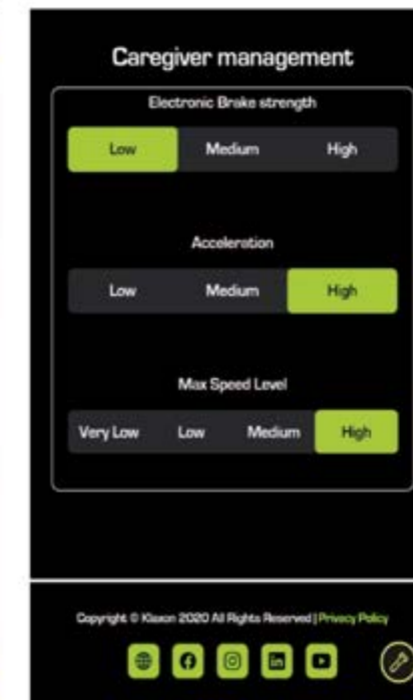 Caregiver management
Electronic Brake strength
Low Medium High
Acceleration
Low Medium High
Max Speed Level
Very Low Low Medium High
Copyright © Klaxon 2020 All Rights Reserved | Privacy Policy